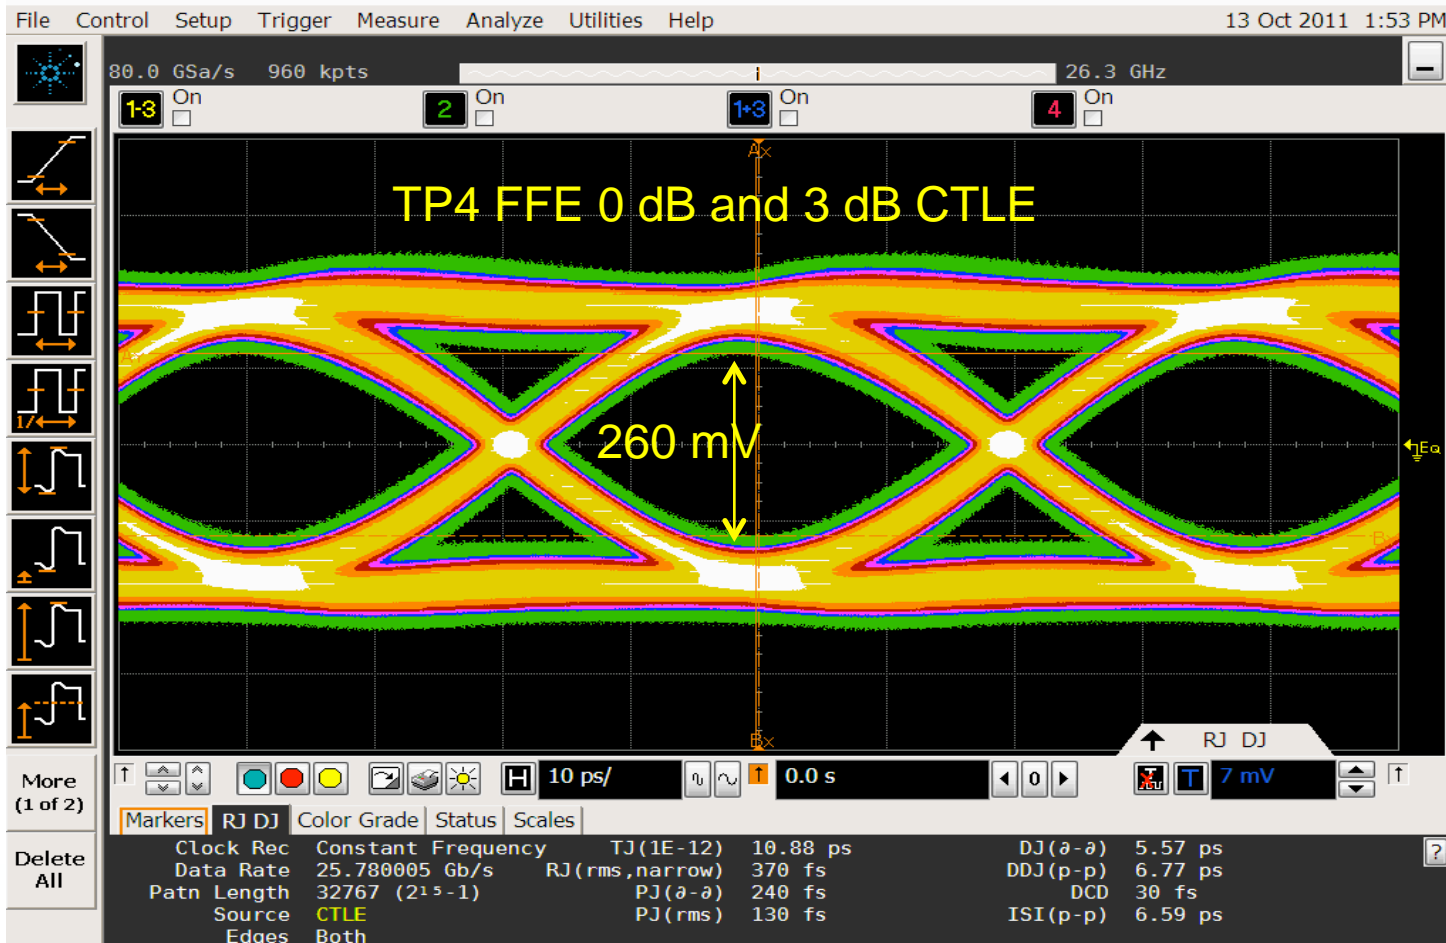 File Control Setup Trigger Measure Analyze Utilities Help 13 Oct 2011 1:53 PM
80.0 GSa/s 960 kpts 26.3 GHz
1-3 On 2 On 1+3 On 4 On
Ax
TP4 FFE 0 dB and 3 dB CTLE
A
260 mV
Eq
B
1/
Bx
RJ DJ
More
(1 of 2)
H 10 ps/ 0.0 s 0 T 7 mV
Markers RJ DJ Color Grade Status Scales
Delete
All
Clock Rec Constant Frequency TJ(1E-12) 10.88 ps DJ(∂-∂) 5.57 ps ?
Data Rate 25.780005 Gb/s RJ(rms,narrow) 370 fs DDJ(p-p) 6.77 ps
Patn Length 32767 (2¹⁵-1) PJ(∂-∂) 240 fs DCD 30 fs
Source CTLE PJ(rms) 130 fs ISI(p-p) 6.59 ps
Edges Both